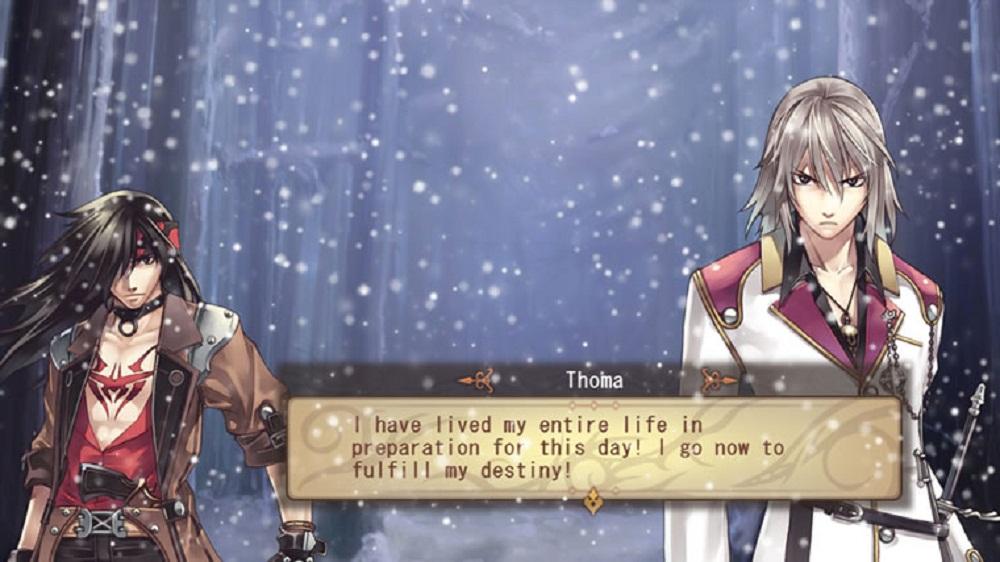 Thoma
I have lived my entire life in
preparation for this day! I go now to
fulfill my destiny!